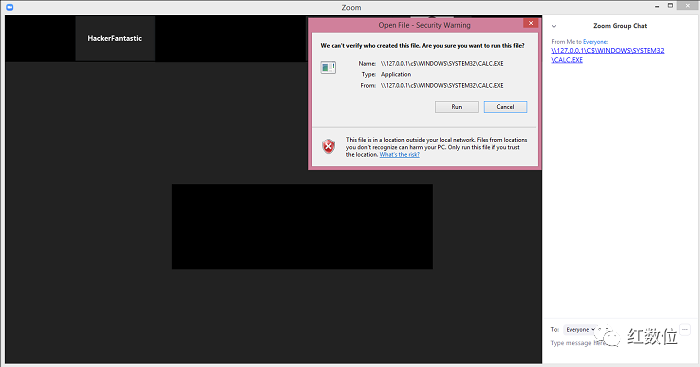 Zoom
HackerFantastic
Open File - Security Warning
We can't verify who created this file. Are you sure you want to run this file?
Name: \\127.0.0.1\c$\WINDOWS\SYSTEM32\CALC.EXE
Type: Application
From: \\127.0.0.1\c$\WINDOWS\SYSTEM32\CALC.EXE
Run
Cancel
This file is in a location outside your local network. Files from locations
you don't recognize can harm your PC. Only run this file if you trust
the location. What's the risk?
Zoom Group Chat
From Me to Everyone:
\\127.0.0.1\C$\WINDOWS\SYSTEM32
\CALC.EXE
To: Everyone
Type message here...
红数位